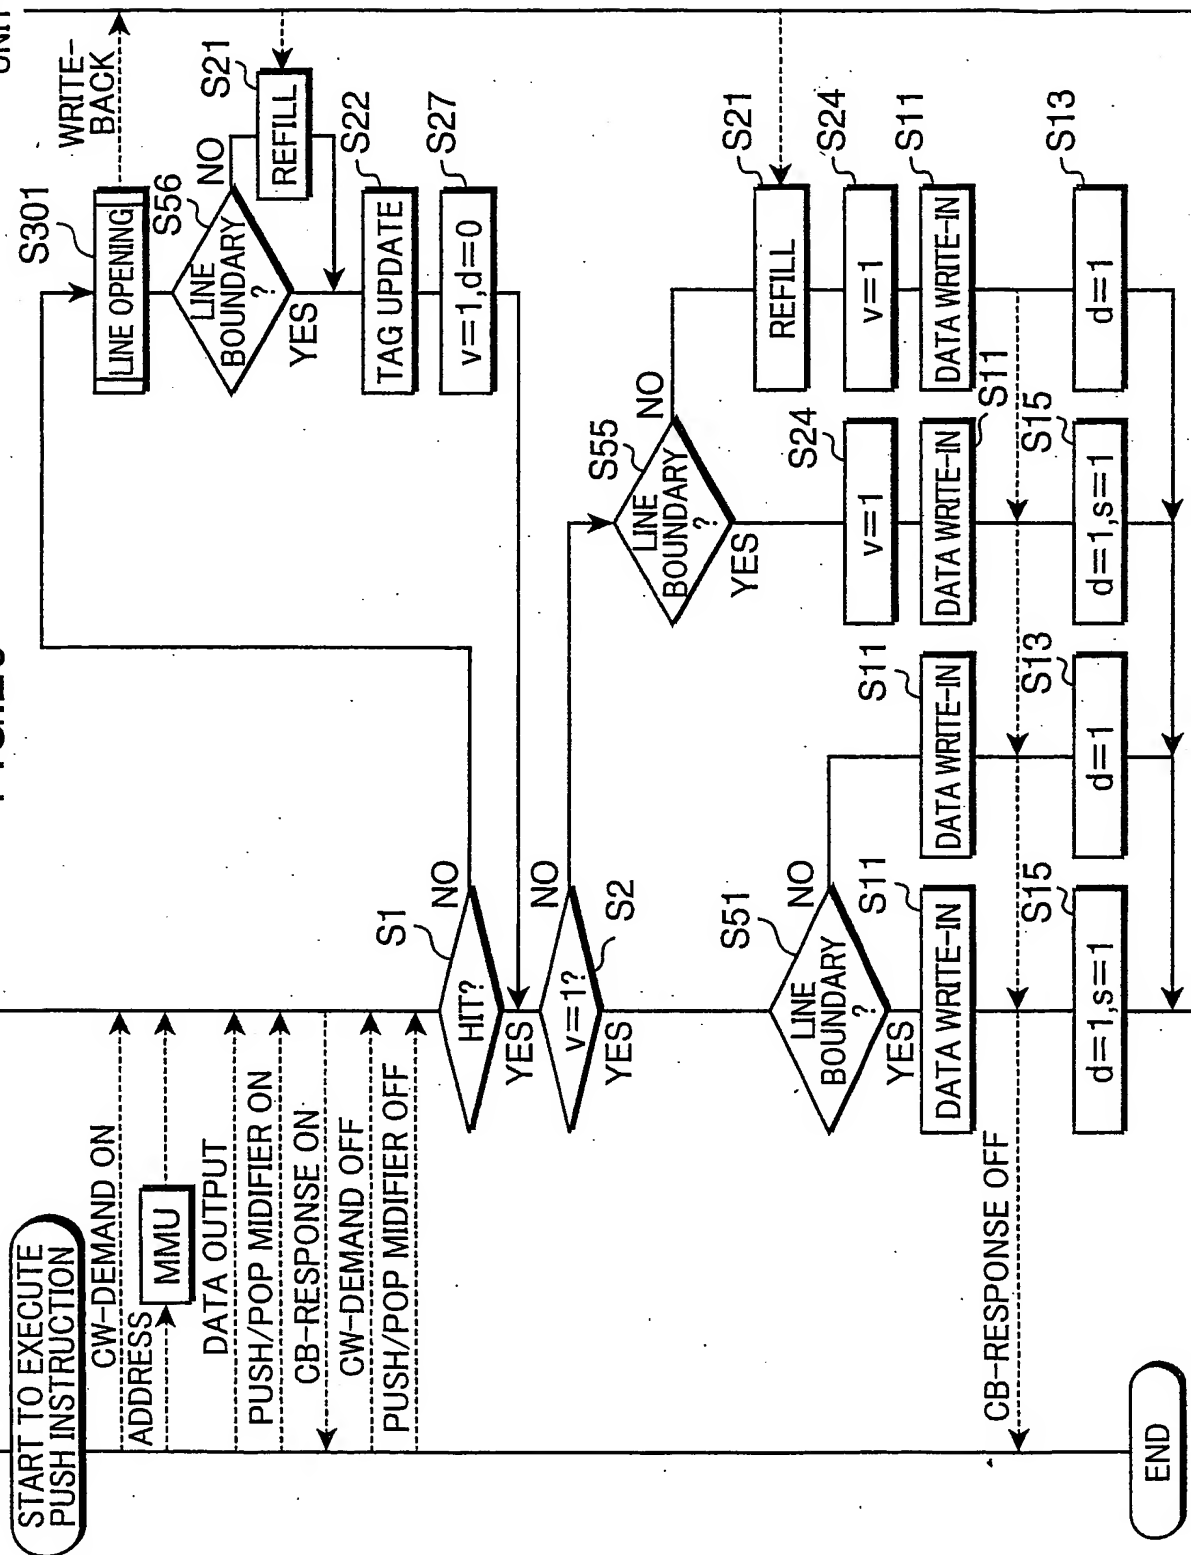 START TO EXECUTE
PUSH INSTRUCTION
CW-DEMAND ON
ADDRESS
MMU
DATA OUTPUT
PUSH/POP MIDIFIER ON
CB-RESPONSE ON
CW-DEMAND OFF
PUSH/POP MIDIFIER OFF
CB-RESPONSE OFF
END
S1
HIT?
NO
YES
v=1?
NO
S2
YES
S51
LINE
BOUNDARY
?
NO
YES
S11
DATA WRITE-IN
S15
d=1,s=1
S11
DATA WRITE-IN
S13
d=1
S55
LINE
BOUNDARY
?
NO
YES
S24
v=1
S11
DATA WRITE-IN
S15
d=1,s=1
S21
REFILL
S24
v=1
S11
DATA WRITE-IN
S13
d=1
S301
LINE OPENING
WRITE-
BACK
UNIT
S56
LINE
BOUNDARY
?
NO
YES
S21
REFILL
S22
TAG UPDATE
S27
v=1,d=0